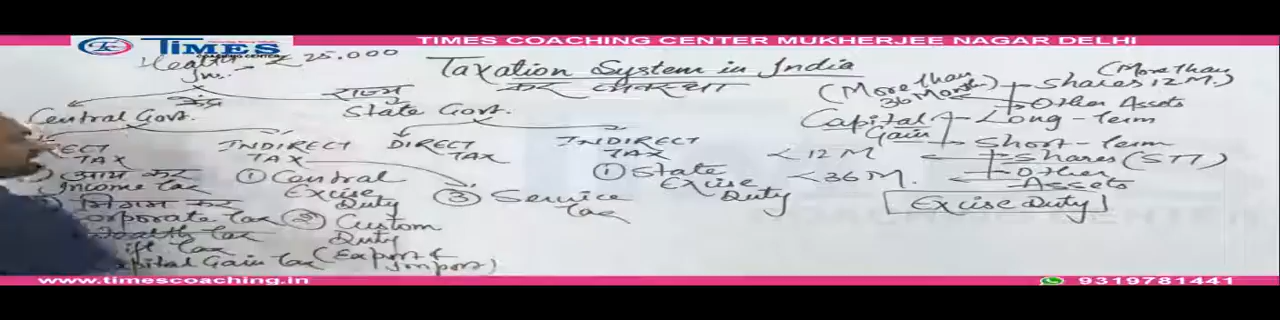 TIMES
TIMES COACHING CENTER MUKHERJEE NAGAR DELHI
Health
₹ 25.000
Taxation System in India
कर व्यवस्था
केन्द्र
Central Govt.
राज्य
State Govt.
TAX
INDIRECT
TAX
DIRECT
TAX
INDIRECT
TAX
आय कर
Income tax
निगम कर
Corporate tax
Wealth tax
Gift tax
Capital Gain tax
① Central
Excise
Duty
② Custom
Duty
(Export &
Import)
③ Service
tax
① State
Excise
Duty
(More than
36 Month)
Capital
Gain
Shares
(More than
12 M.)
Other Assets
Long-term
Short-term
< 12 M
Shares (STT)
< 36 M.
Other
Assets
Excise Duty
www.timescoaching.in
9319781441